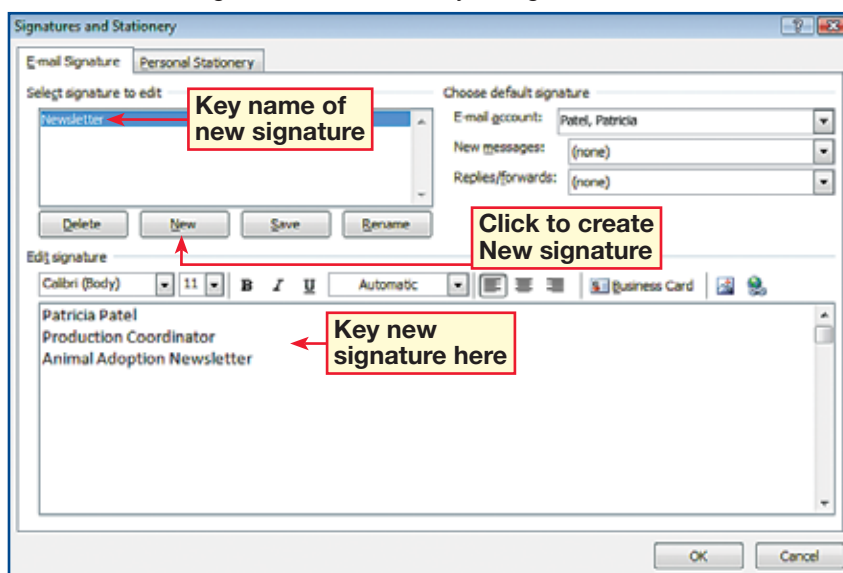 Signatures and Stationery
E-mail Signature Personal Stationery
Select signature to edit
Choose default signature
Newsletter
Key name of
new signature
E-mail account: Patel, Patricia
New messages: (none)
Replies/forwards: (none)
Delete New Save Rename
Click to create
New signature
Edit signature
Calibri (Body) 11 B I U Automatic Business Card
Patricia Patel
Production Coordinator
Animal Adoption Newsletter
Key new
signature here
OK Cancel